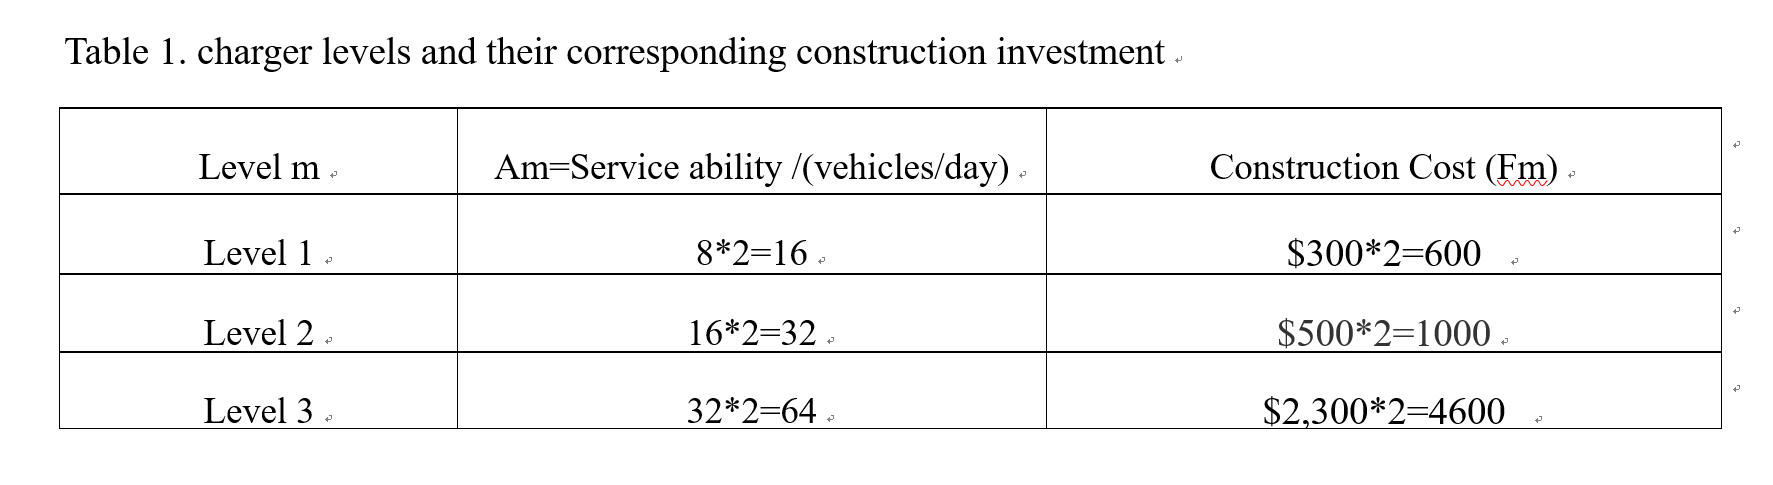 Table 1. charger levels and their corresponding construction investment
Level m Am=Service ability /(vehicles/day) Construction Cost (Fm)
Level 1 8*2=16 $300*2=600
Level 2 16*2=32 $500*2=1000
Level 3 32*2=64 $2,300*2=4600